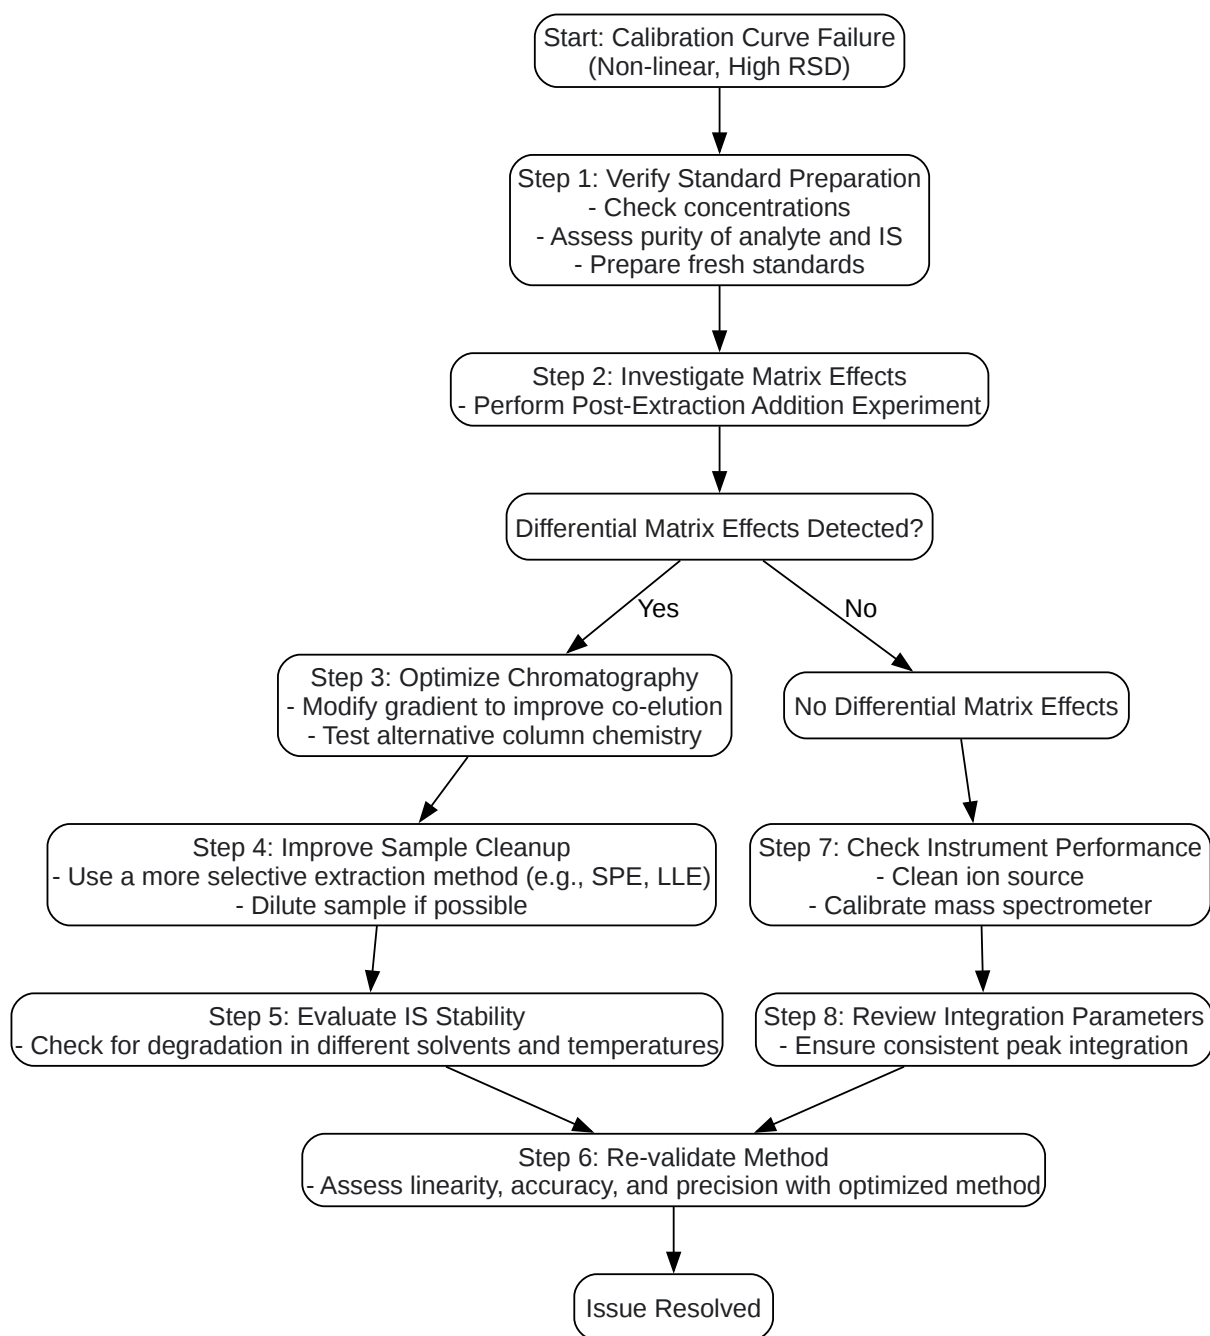 Start: Calibration Curve Failure
(Non-linear, High RSD)
Step 1: Verify Standard Preparation
- Check concentrations
- Assess purity of analyte and IS
- Prepare fresh standards
Step 2: Investigate Matrix Effects
- Perform Post-Extraction Addition Experiment
Differential Matrix Effects Detected?
Yes
No
Step 3: Optimize Chromatography
- Modify gradient to improve co-elution
- Test alternative column chemistry
No Differential Matrix Effects
Step 4: Improve Sample Cleanup
- Use a more selective extraction method (e.g., SPE, LLE)
- Dilute sample if possible
Step 7: Check Instrument Performance
- Clean ion source
- Calibrate mass spectrometer
Step 5: Evaluate IS Stability
- Check for degradation in different solvents and temperatures
Step 8: Review Integration Parameters
- Ensure consistent peak integration
Step 6: Re-validate Method
- Assess linearity, accuracy, and precision with optimized method
Issue Resolved